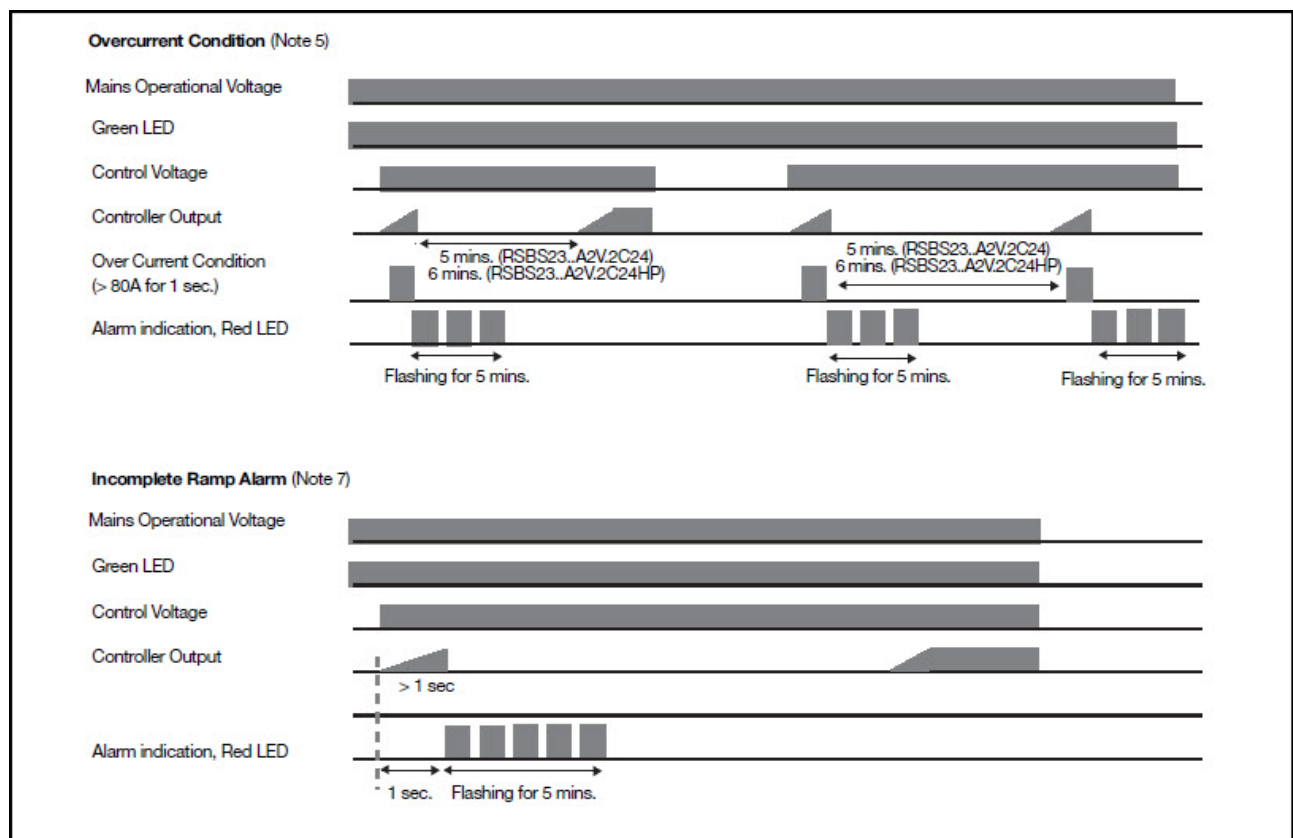 Overcurrent Condition (Note 5)
Mains Operational Voltage
Green LED
Control Voltage
Controller Output
5 mins. (RSBS23..A2V.2C24)
6 mins. (RSBS23..A2V.2C24HP)
5 mins. (RSBS23..A2V.2C24)
6 mins. (RSBS23..A2V.2C24HP)
Over Current Condition
(> 80A for 1 sec.)
Alarm indication, Red LED
Flashing for 5 mins.
Flashing for 5 mins.
Flashing for 5 mins.
Incomplete Ramp Alarm (Note 7)
Mains Operational Voltage
Green LED
Control Voltage
Controller Output
> 1 sec
Alarm indication, Red LED
1 sec.
Flashing for 5 mins.